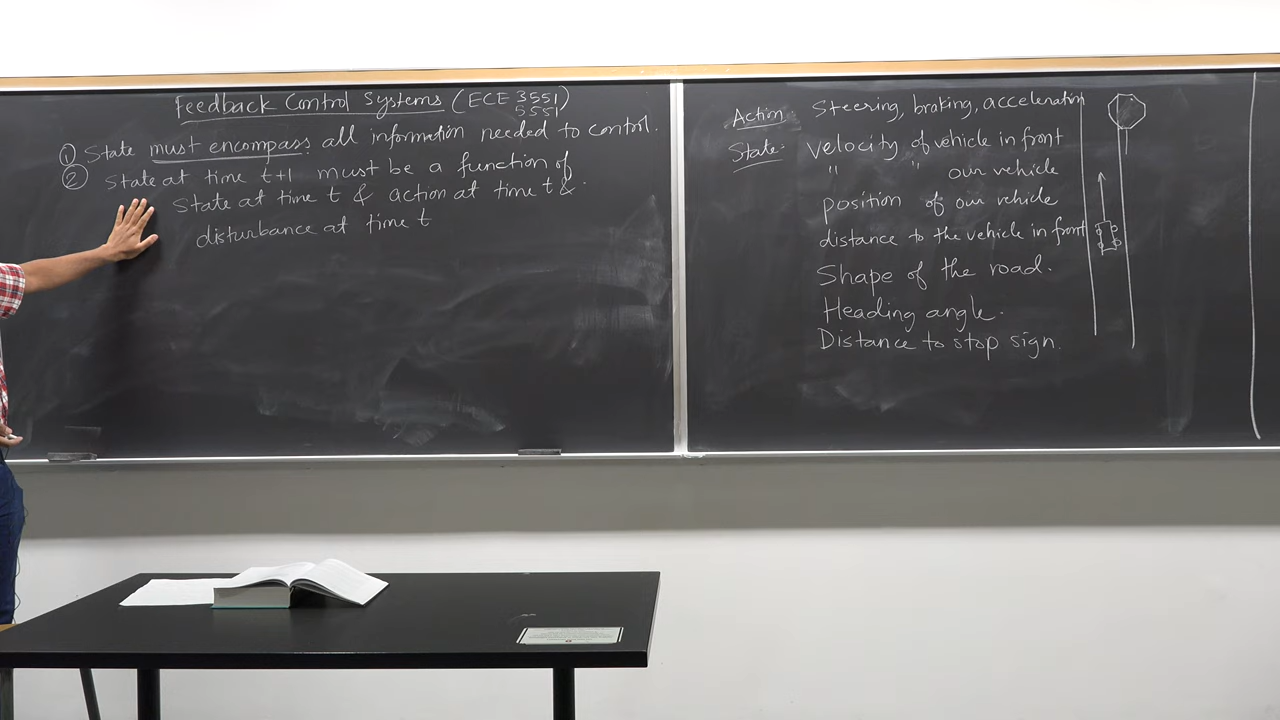 Feedback Control Systems (ECE 3551)
5551
① State must encompass all information needed to control.
② State at time t+1 must be a function of
State at time t & action at time t &
disturbance at time t
Action: Steering, braking, acceleration
State: Velocity of vehicle in front
" " our vehicle
position of our vehicle
distance to the vehicle in front
Shape of the road.
Heading angle.
Distance to stop sign.